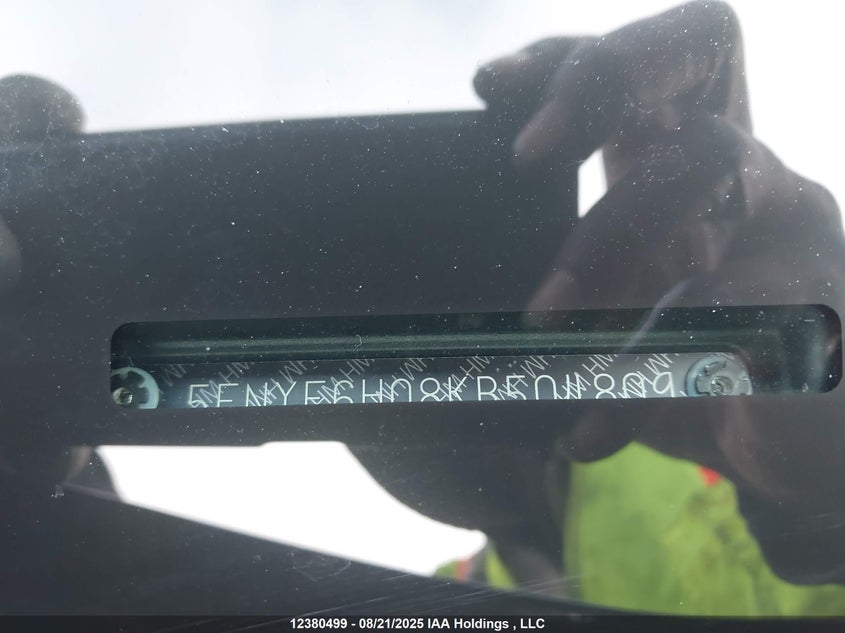 5FNYF6H08KB504809
12380499 - 08/21/2025 IAA Holdings , LLC